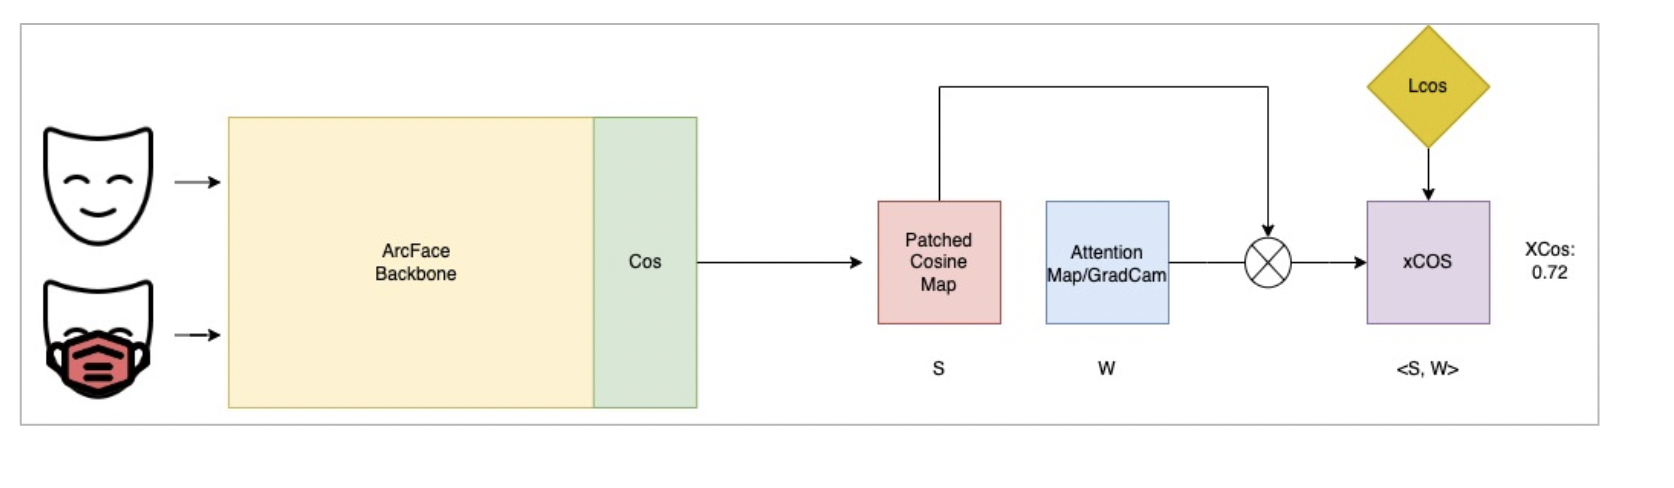 Lcos
ArcFace
Backbone
Cos
Patched
Cosine
Map
Attention
Map/GradCam
xCOS
XCos:
0.72
S
W
<S, W>